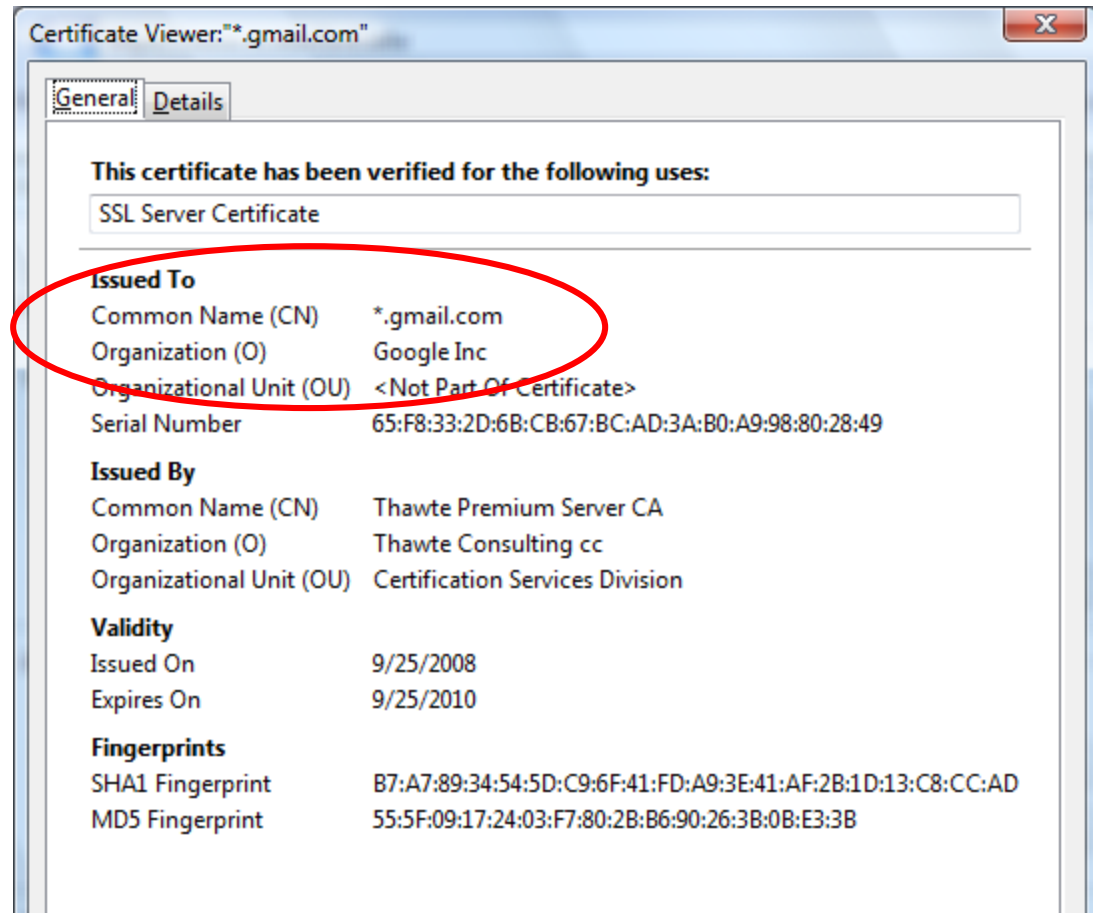 Certificate Viewer:"*.gmail.com"
General Details
This certificate has been verified for the following uses:
SSL Server Certificate
Issued To
Common Name (CN) *.gmail.com
Organization (O) Google Inc
Organizational Unit (OU) <Not Part Of Certificate>
Serial Number 65:F8:33:2D:6B:CB:67:BC:AD:3A:B0:A9:98:80:28:49
Issued By
Common Name (CN) Thawte Premium Server CA
Organization (O) Thawte Consulting cc
Organizational Unit (OU) Certification Services Division
Validity
Issued On 9/25/2008
Expires On 9/25/2010
Fingerprints
SHA1 Fingerprint B7:A7:89:34:54:5D:C9:6F:41:FD:A9:3E:41:AF:2B:1D:13:C8:CC:AD
MD5 Fingerprint 55:5F:09:17:24:03:F7:80:2B:B6:90:26:3B:0B:E3:3B